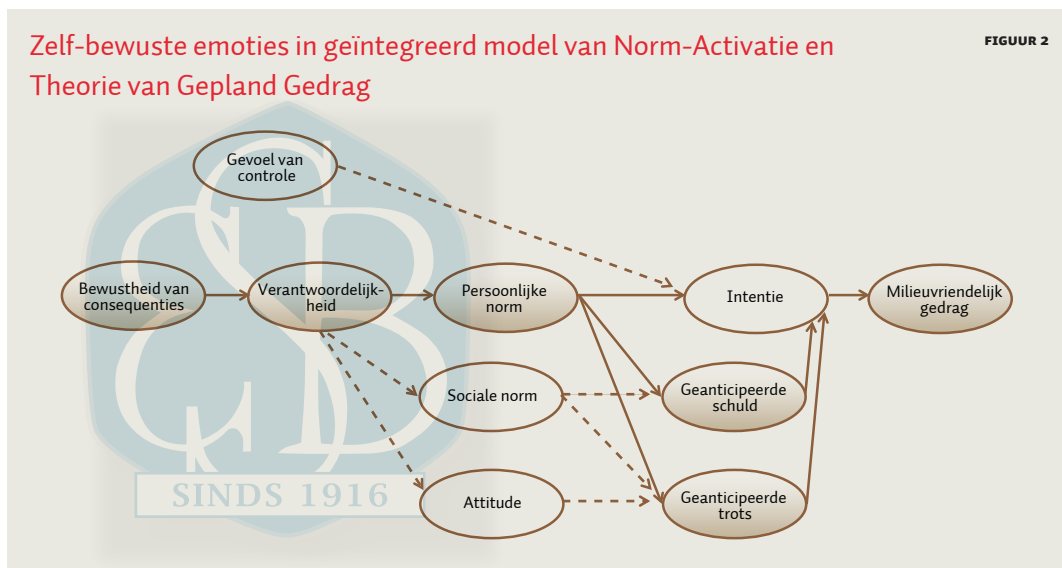 Zelf-bewuste emoties in geïntegreerd model van Norm-Activatie en
Theorie van Gepland Gedrag
FIGUUR 2
Gevoel van
controle
Bewustheid van
consequenties
Verantwoordelijk-
heid
Persoonlijke
norm
Intentie
Milieuvriendelijk
gedrag
Sociale norm
Geanticipeerde
schuld
Attitude
Geanticipeerde
trots
ESB
SINDS 1916